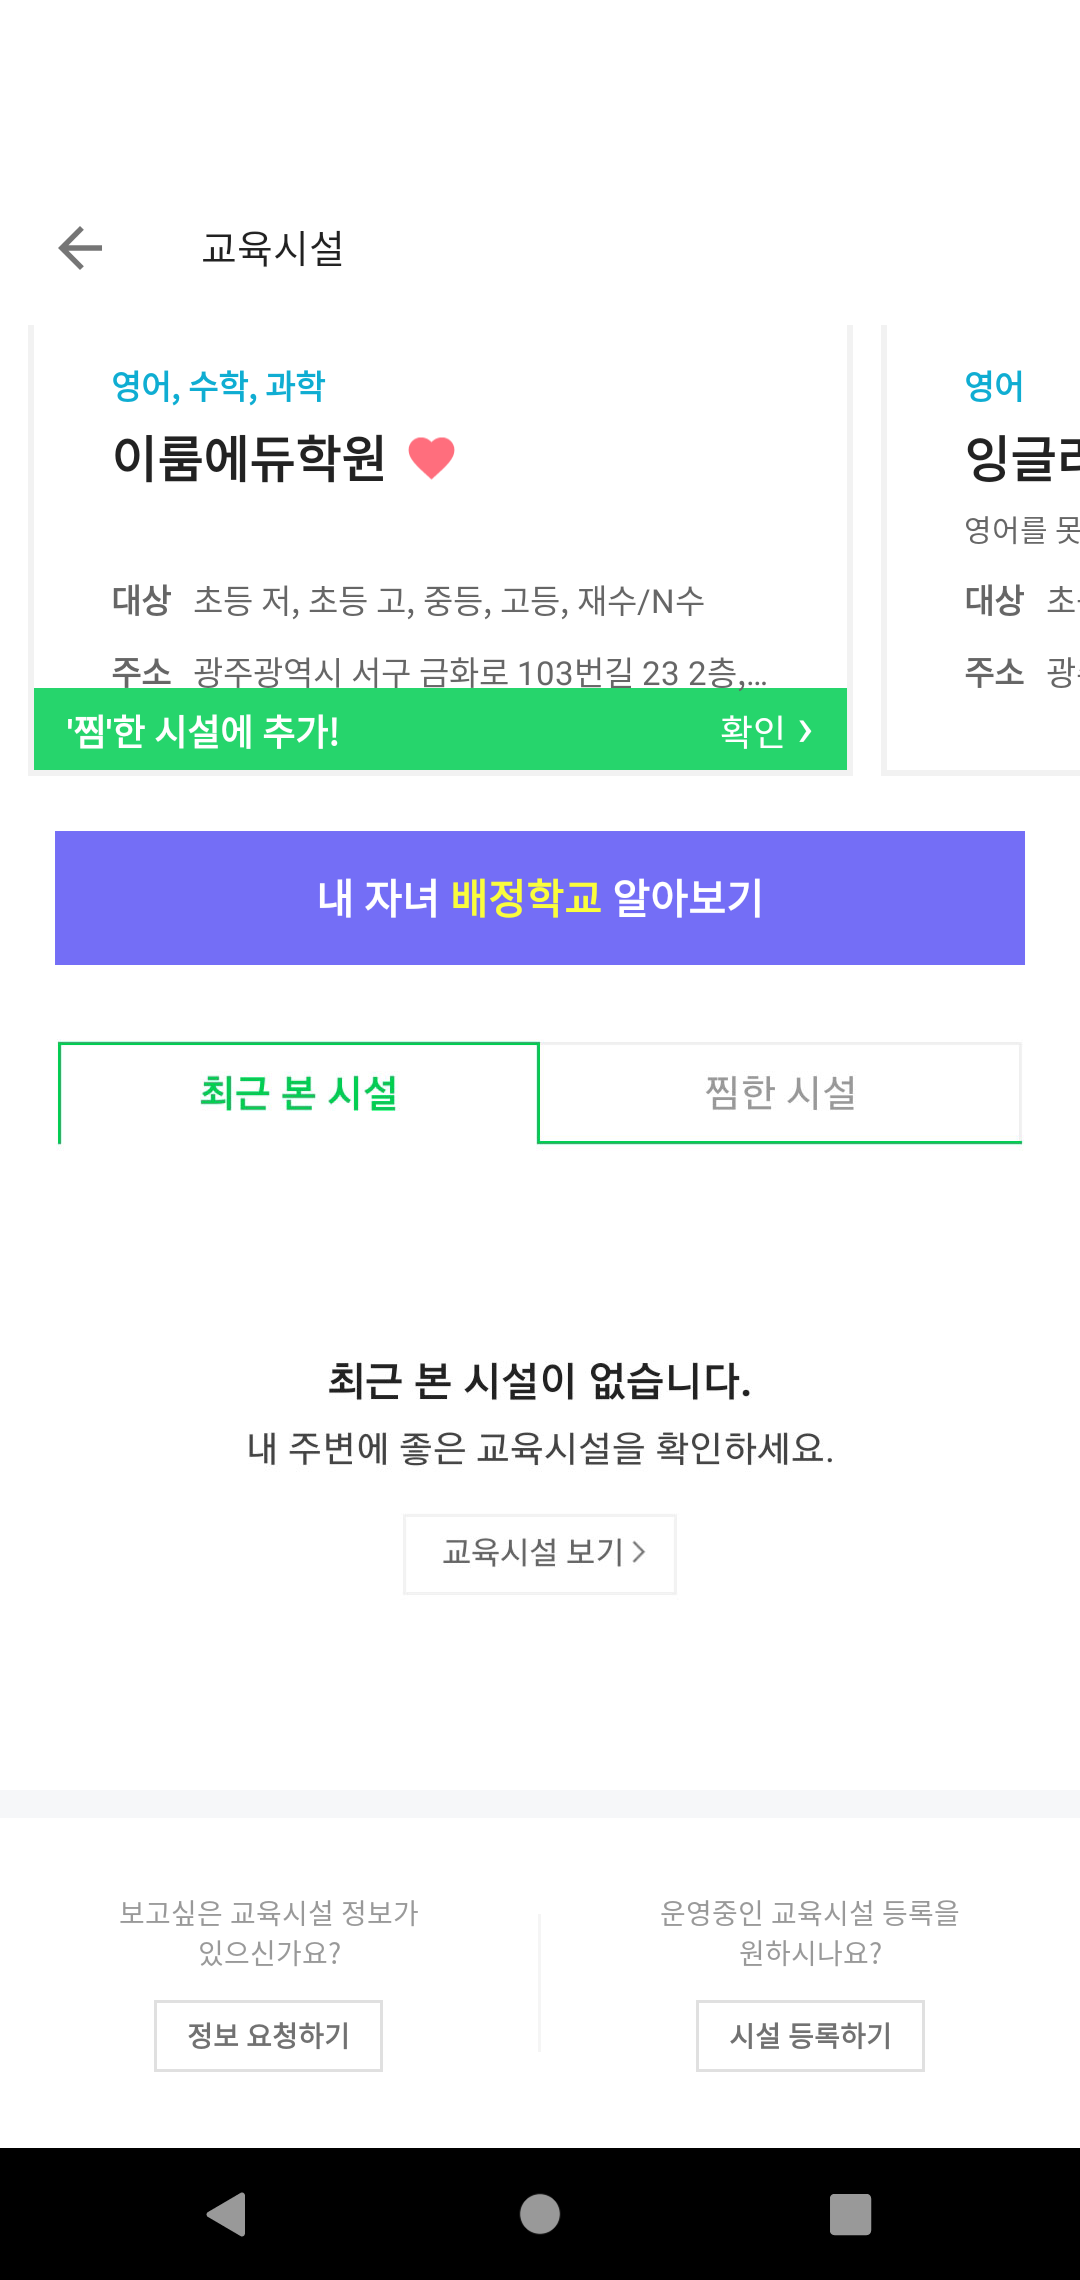 교육시설
영어, 수학, 과학
이룸에듀학원
대상 초등 저, 초등 고, 중등, 고등, 재수/N수
주소 광주광역시 서구 금화로 103번길 23 2층,...
'찜'한 시설에 추가!
확인
영어
잉글
영어를 못
대상 초
주소 광
내 자녀 배정학교 알아보기
최근 본 시설
찜한 시설
최근 본 시설이 없습니다.
내 주변에 좋은 교육시설을 확인하세요.
교육시설 보기
보고싶은 교육시설 정보가
있으신가요?
정보 요청하기
운영중인 교육시설 등록을
원하시나요?
시설 등록하기